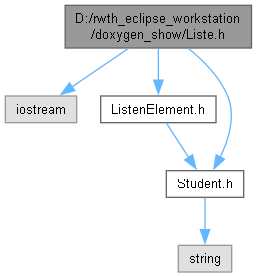 D:/rwth_eclipse_workstation
/doxygen_show/Liste.h
iostream
ListenElement.h
Student.h
string